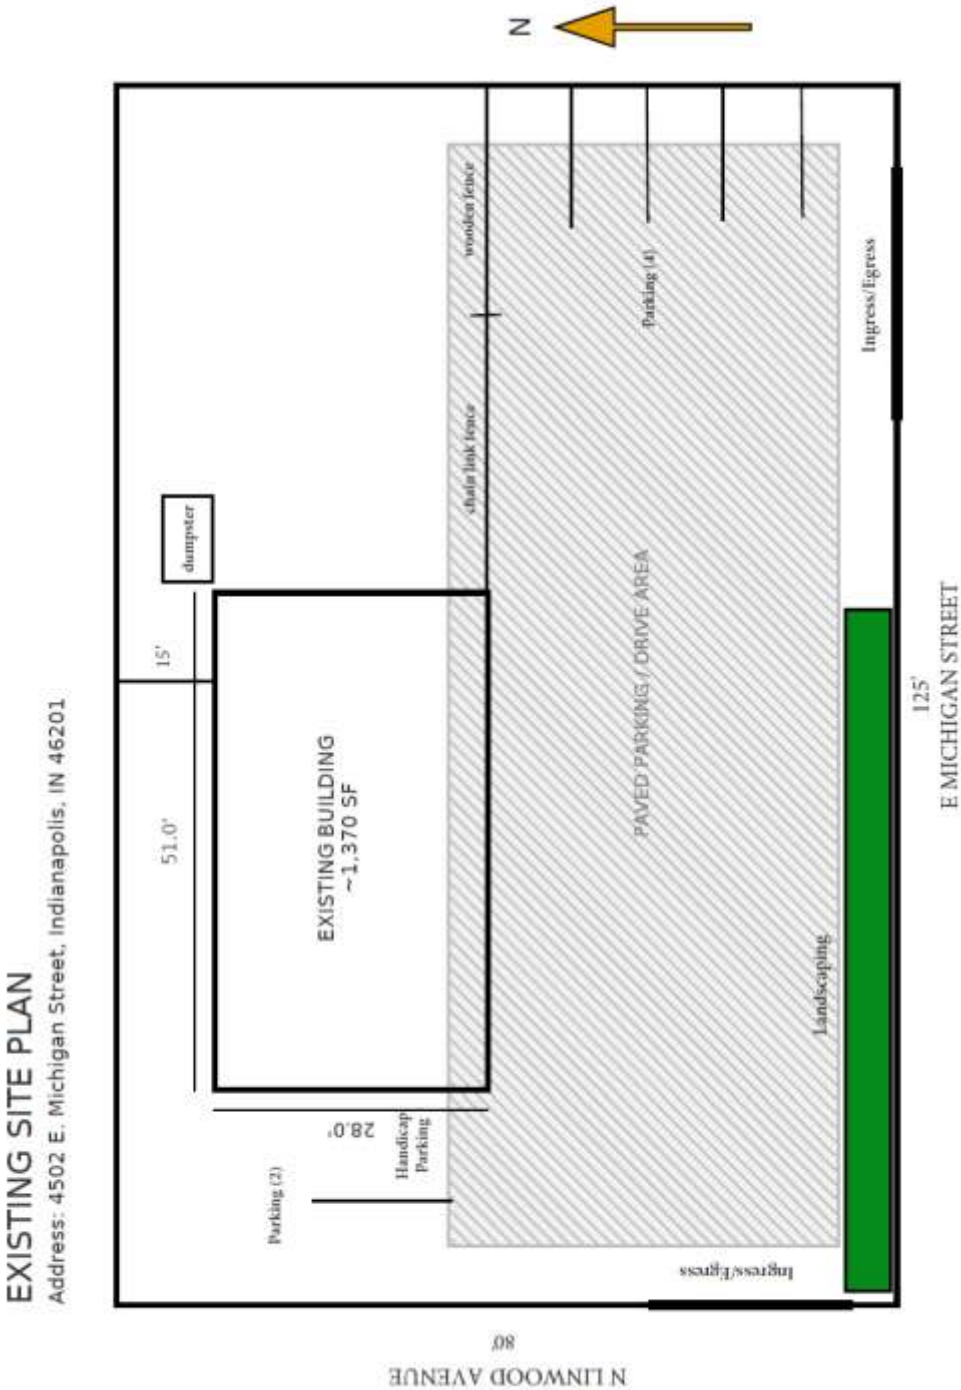 EXISTING SITE PLAN
Address: 4502 E. Michigan Street, Indianapolis, IN 46201
N
15'
51.0'
dumpster
EXISTING BUILDING
~1,370 SF
28.0'
Parking (2)
Handicap
Parking
chain link fence
wooden fence
Parking (4)
PAVED PARKING / DRIVE AREA
Landscaping
Ingress/Egress
Ingress/Egress
80'
N LINWOOD AVENUE
125'
E MICHIGAN STREET